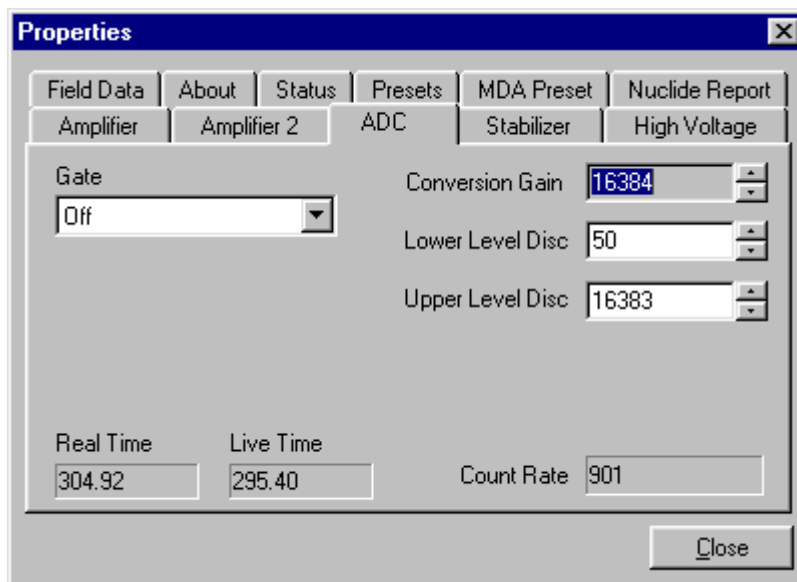 Properties
Field Data About Status Presets MDA Preset Nuclide Report
Amplifier Amplifier 2 ADC Stabilizer High Voltage
Gate
Off
Conversion Gain 16384
Lower Level Disc 50
Upper Level Disc 16383
Real Time Live Time
304.92 295.40
Count Rate 901
Close